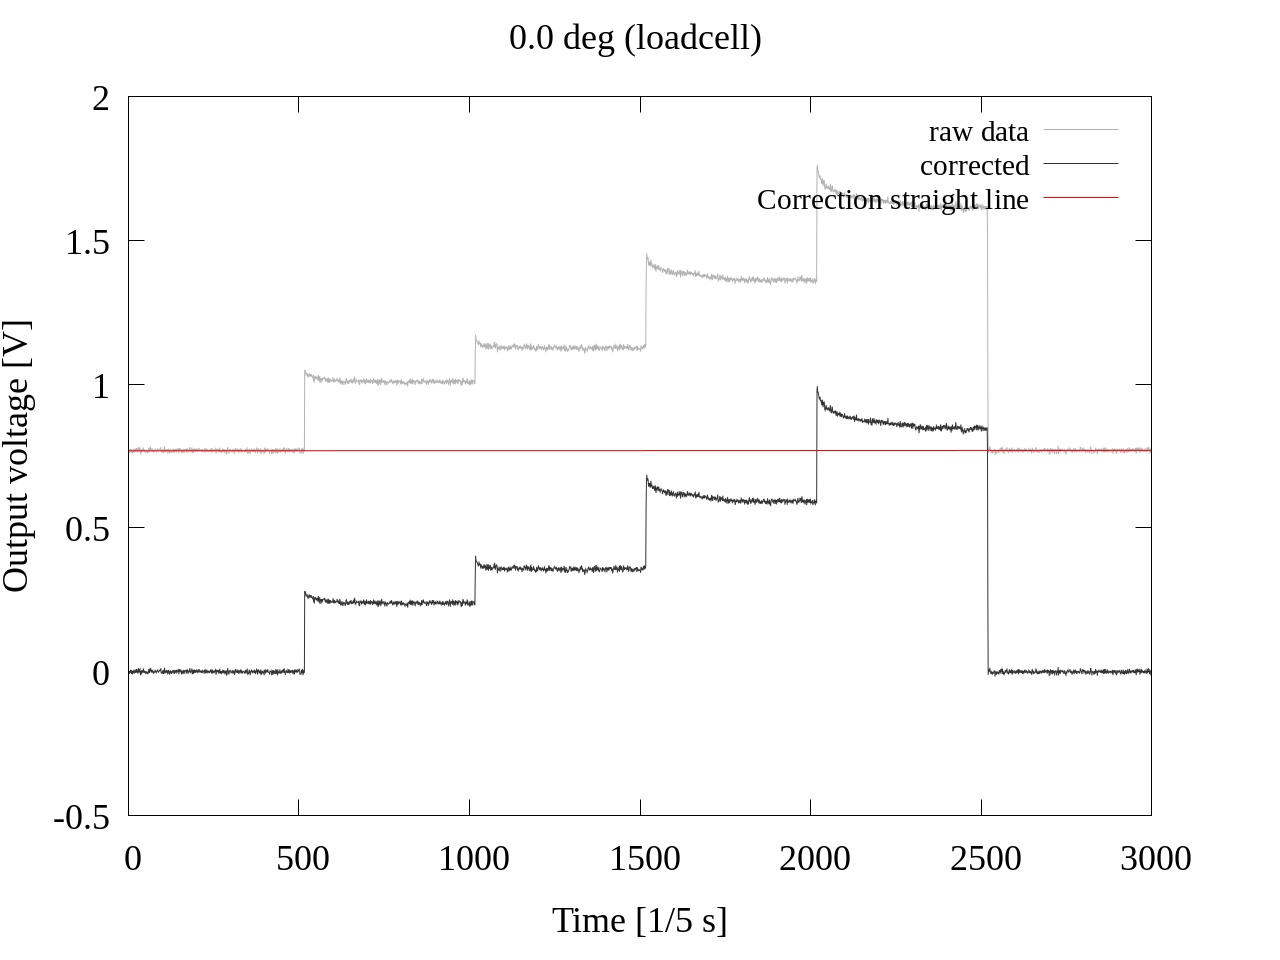 0.0 deg (loadcell)
2
1.5
1
0.5
0
-0.5
Output voltage [V]
raw data
corrected
Correction straight line
0 500 1000 1500 2000 2500 3000
Time [1/5 s]